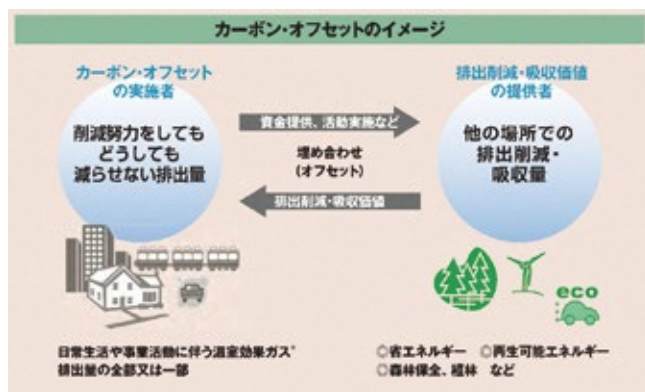 カーボン・オフセットのイメージ
カーボン・オフセット
の実施者
削減努力をしても
どうしても
減らせない排出量
資金提供、活動実施など
埋め合わせ
(オフセット)
排出削減・吸収価値
排出削減・吸収価値
の提供者
他の場所での
排出削減・
吸収量
eco
日常生活や事業活動に伴う温室効果ガス*
排出量の全部又は一部
○省エネルギー ○再生可能エネルギー
○森林保全、植林 など